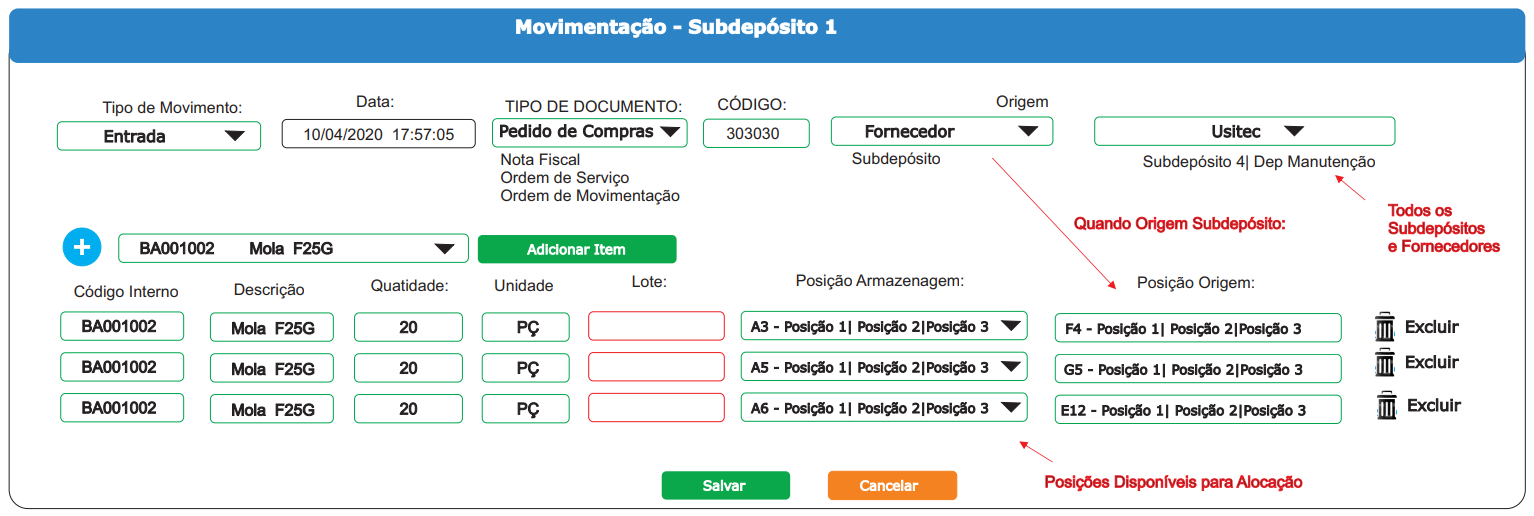 Movimentação - Subdepósito 1
Tipo de Movimento: Data: TIPO DE DOCUMENTO: CÓDIGO: Origem
Entrada 10/04/2020 17:57:05 Pedido de Compras 303030 Fornecedor Usitec
Nota Fiscal Subdepósito Subdepósito 4| Dep Manutenção
Ordem de Serviço
Ordem de Movimentação
Quando Origem Subdepósito:
Todos os
Subdepósitos
e Fornecedores
+ BA001002 Mola F25G Adicionar Item
Código Interno Descrição Quatidade: Unidade Lote: Posição Armazenagem: Posição Origem:
BA001002 Mola F25G 20 PÇ A3 - Posição 1| Posição 2|Posição 3 F4 - Posição 1| Posição 2|Posição 3 Excluir
BA001002 Mola F25G 20 PÇ A5 - Posição 1| Posição 2|Posição 3 G5 - Posição 1| Posição 2|Posição 3 Excluir
BA001002 Mola F25G 20 PÇ A6 - Posição 1| Posição 2|Posição 3 E12 - Posição 1| Posição 2|Posição 3 Excluir
Salvar Cancelar Posições Disponíveis para Alocação